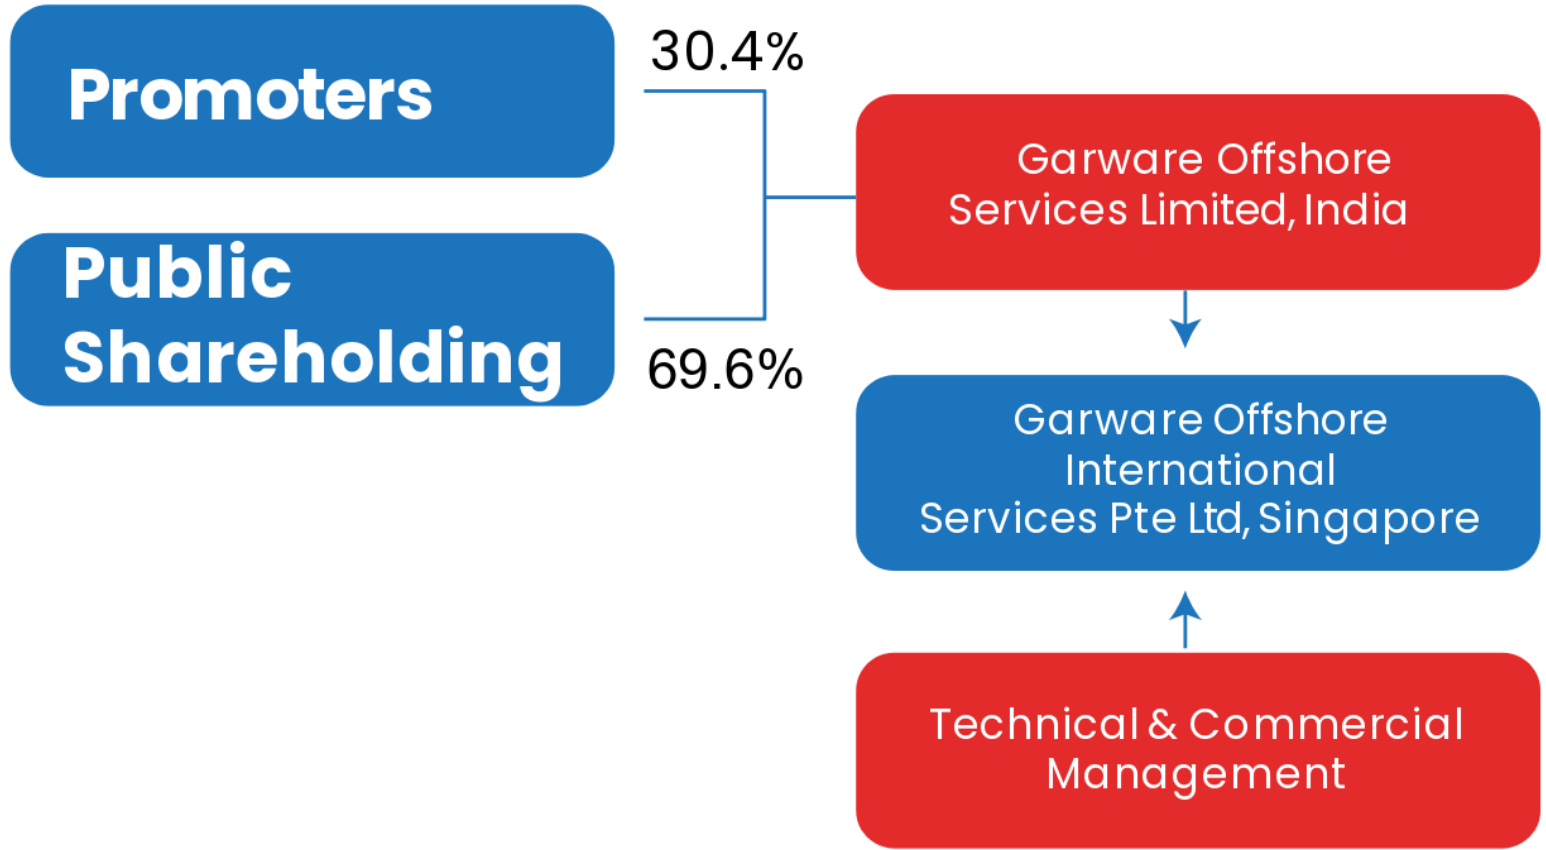 Promoters
30.4%
Public
Shareholding
69.6%
Garware Offshore
Services Limited, India
Garware Offshore
International
Services Pte Ltd, Singapore
Technical & Commercial
Management